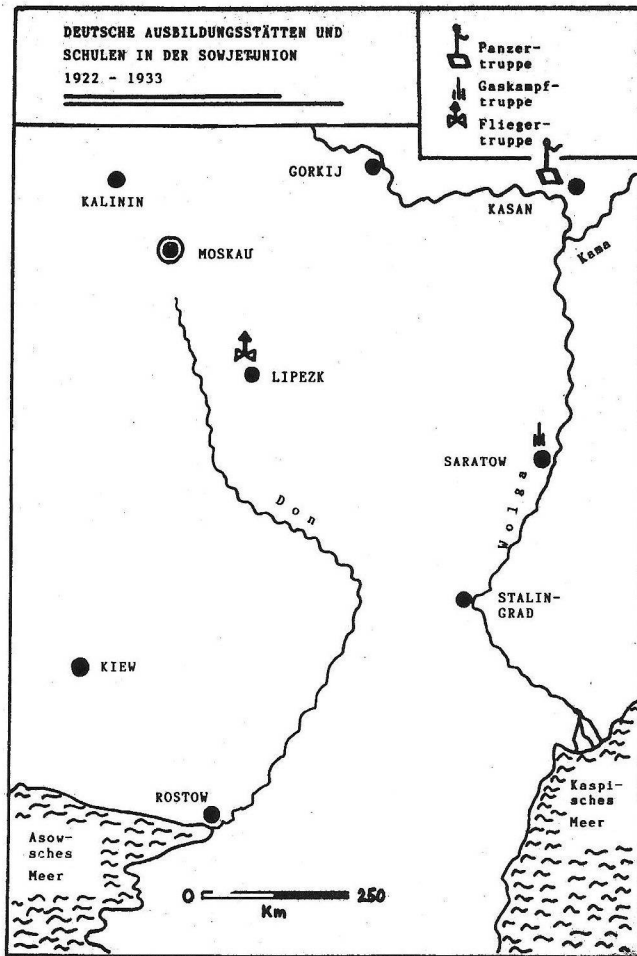 DEUTSCHE AUSBILDUNGSSTÄTTEN UND
SCHULEN IN DER SOWJETUNION
1922 - 1933
Panzer-
truppe
Gaskampf-
truppe
Flieger-
truppe
GORKIJ
KALININ
KASAN
MOSKAU
Kama
LIPEZK
SARATOW
Wolga
Don
STALIN-
GRAD
KIEW
ROSTOW
Kaspi-
sches
Meer
Asow-
sches
Meer
0 250
Km